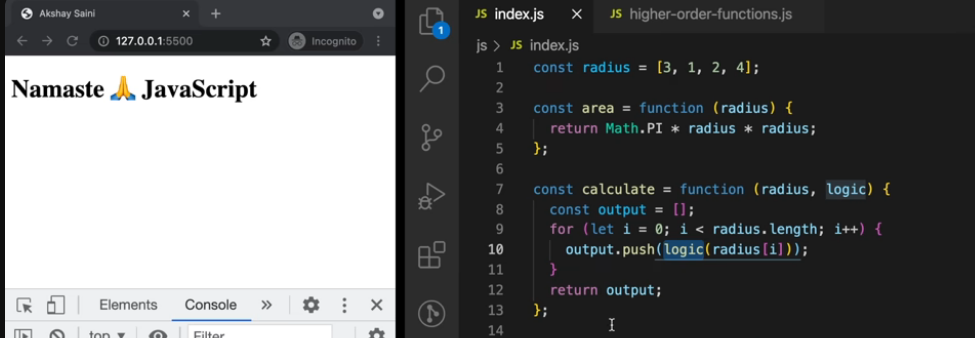 Akshay Saini
127.0.0.1:5500
Incognito
Namaste 🙏 JavaScript
Elements Console »
top ▼ Filter
1
JS index.js × JS higher-order-functions.js
js > JS index.js
1 const radius = [3, 1, 2, 4];
2
3 const area = function (radius) {
4 return Math.PI * radius * radius;
5 };
6
7 const calculate = function (radius, logic) {
8 const output = [];
9 for (let i = 0; i < radius.length; i++) {
10 output.push(logic(radius[i]));
11 }
12 return output;
13 };
14